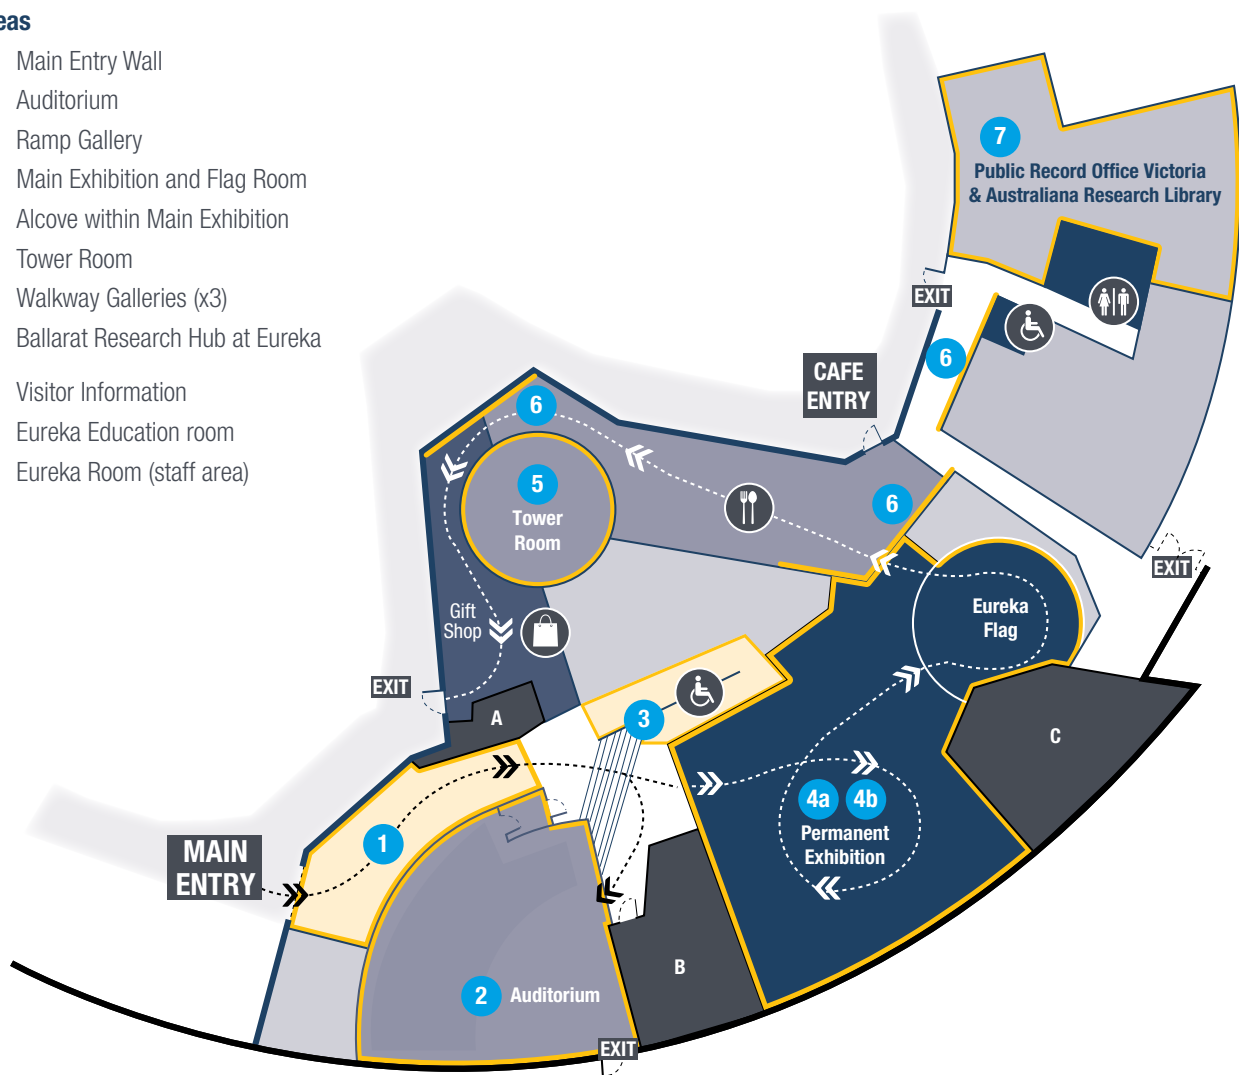 eas
Main Entry Wall
Auditorium
Ramp Gallery
Main Exhibition and Flag Room
Alcove within Main Exhibition
Tower Room
Walkway Galleries (x3)
Ballarat Research Hub at Eureka
Visitor Information
Eureka Education room
Eureka Room (staff area)
7
Public Record Office Victoria
& Australiana Research Library
EXIT
6
CAFE
ENTRY
6
5
Tower
Room
6
EXIT
Eureka
Flag
Gift
Shop
EXIT
A
3
C
4a
4b
Permanent
Exhibition
1
MAIN
ENTRY
B
2
Auditorium
EXIT